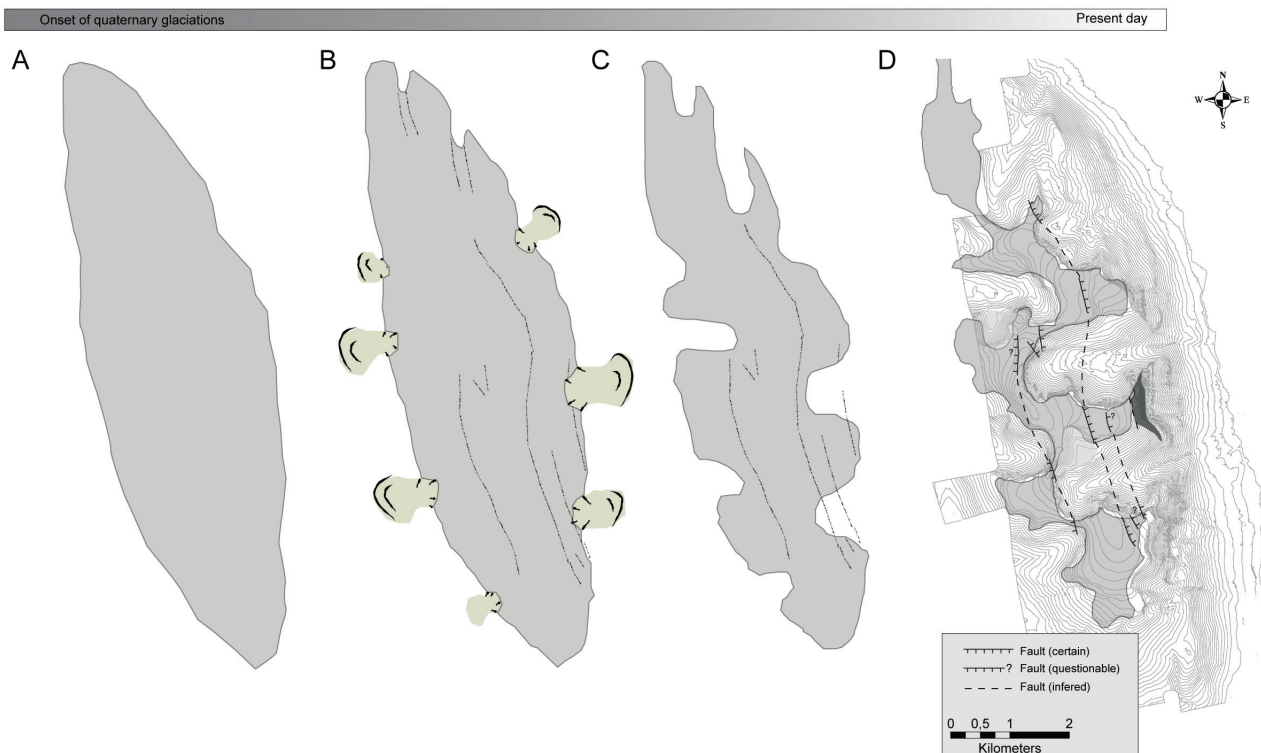 Onset of quaternary glaciations
Present day
A
B
C
D
N
W E
S
?
?
?
Fault (certain)
? Fault (questionable)
Fault (infered)
0 0,5 1 2
Kilometers